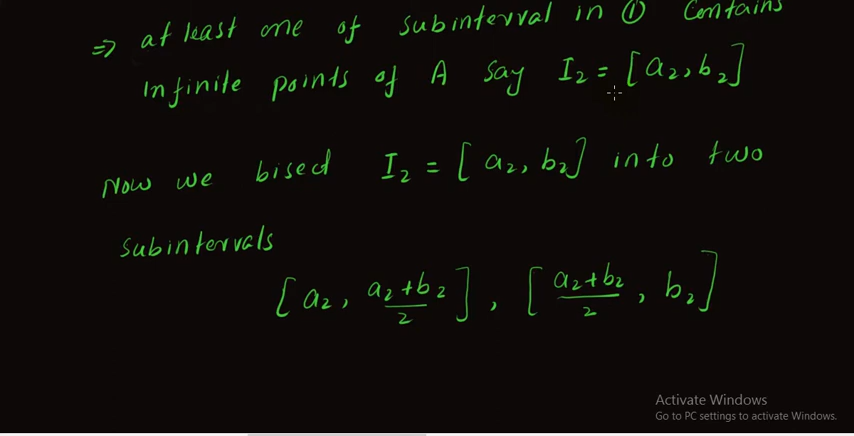 ⇒ at least one of subinterval in ① Contains
Infinite points of A say I₂ = [a₂, b₂]
Now we bised I₂ = [a₂, b₂] into two
subintervals
[a₂, (a₂+b₂)/2], [(a₂+b₂)/2, b₂]
Activate Windows
Go to PC settings to activate Windows.